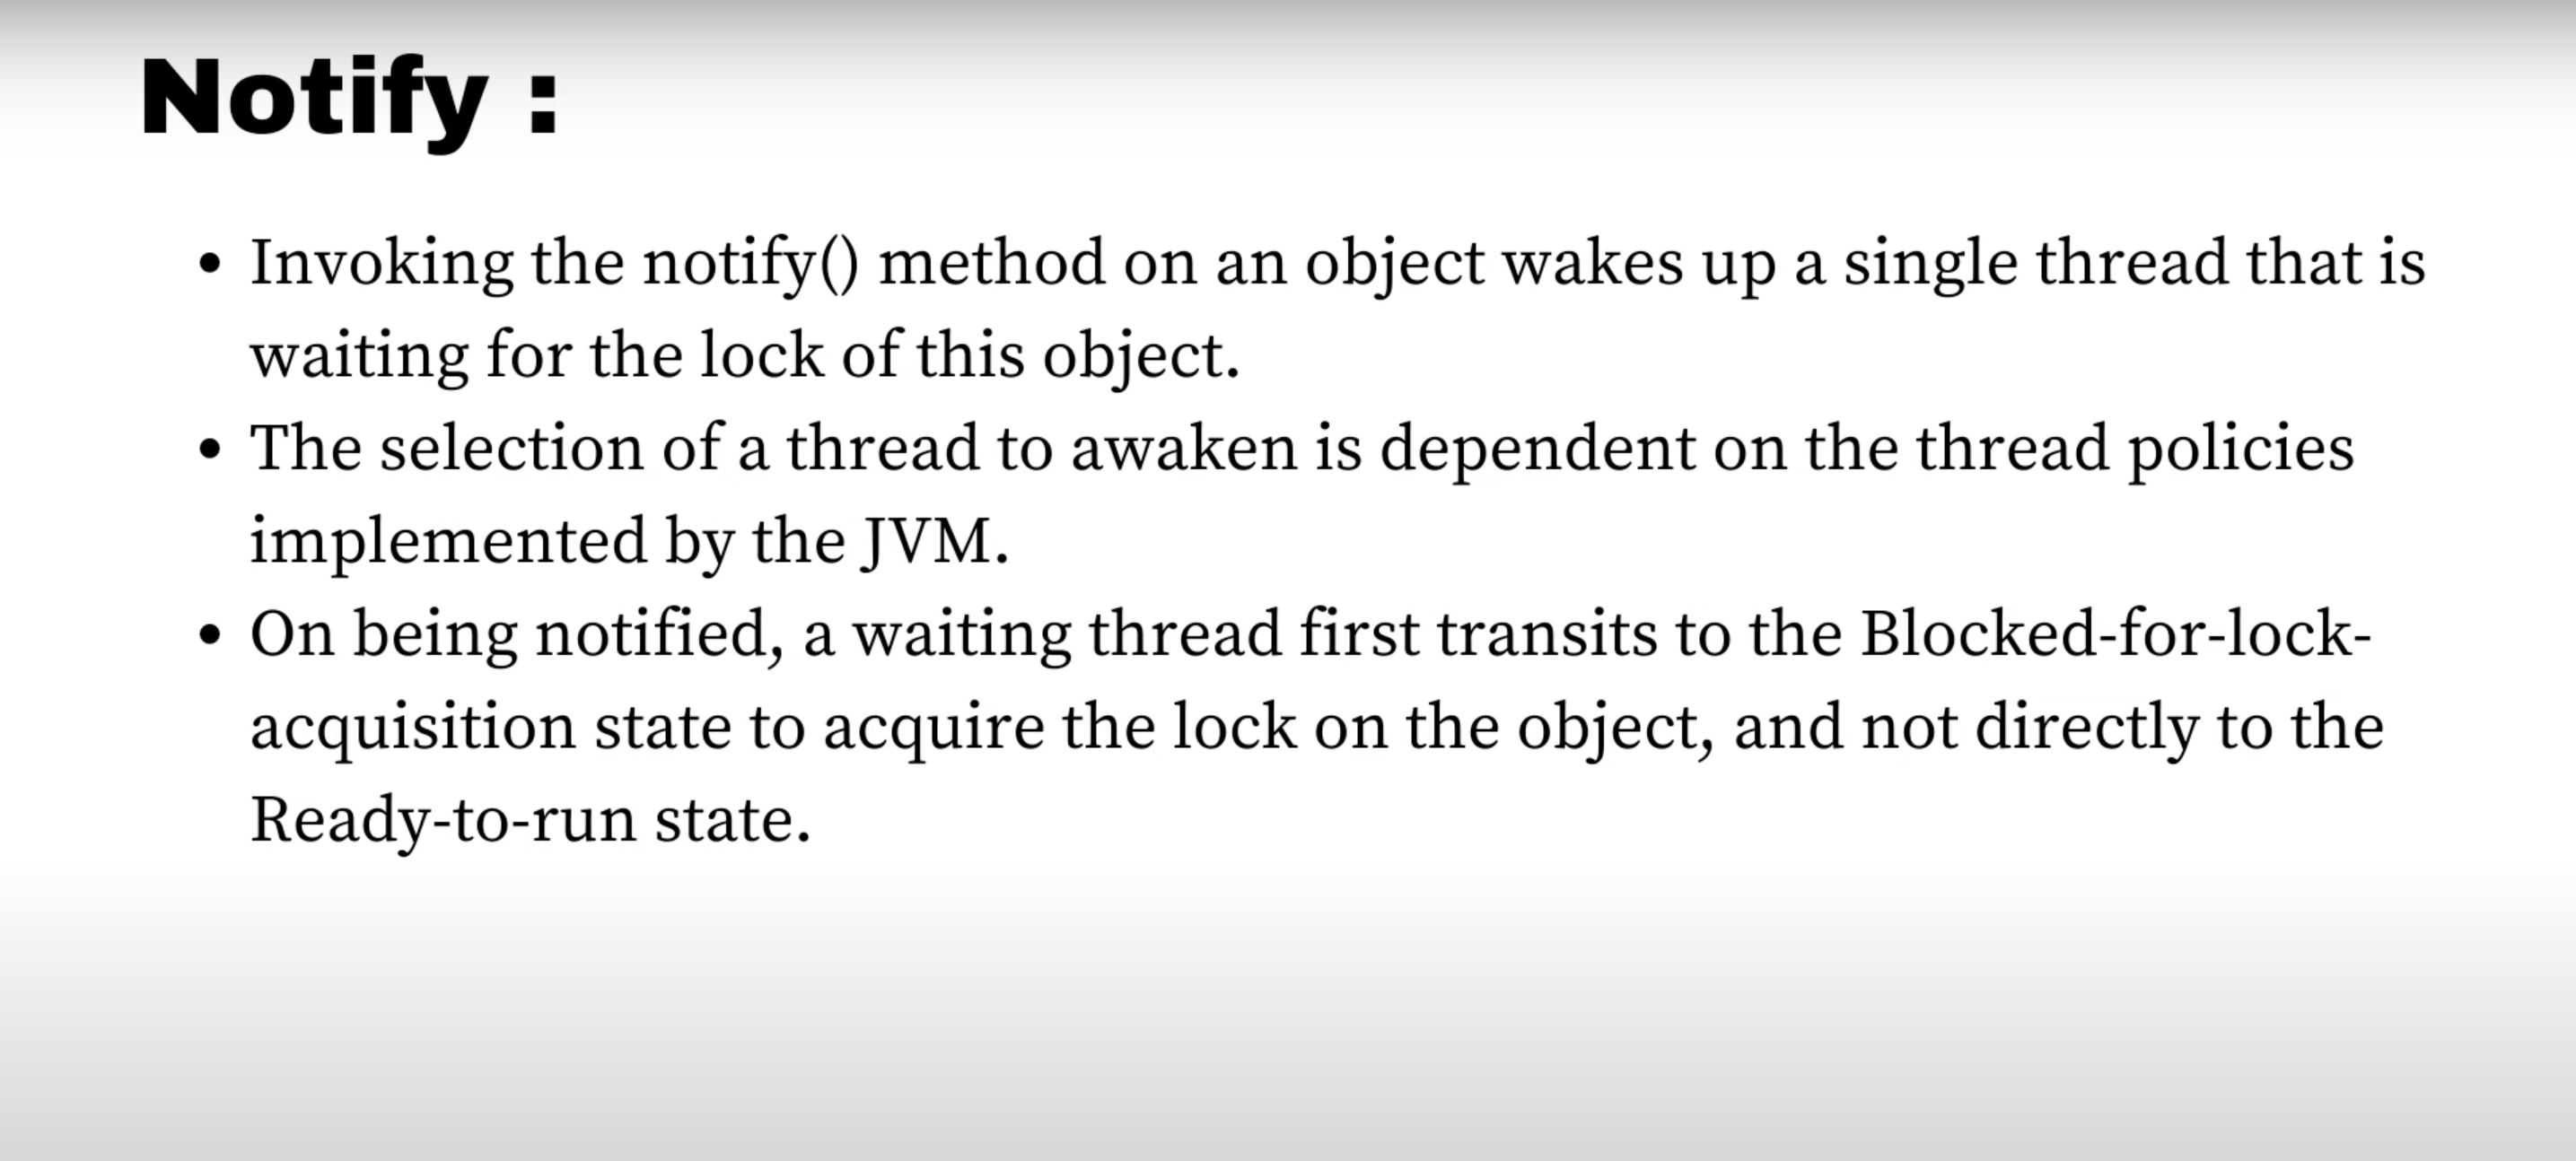 Notify :
• Invoking the notify() method on an object wakes up a single thread that is
waiting for the lock of this object.
• The selection of a thread to awaken is dependent on the thread policies
implemented by the JVM.
• On being notified, a waiting thread first transits to the Blocked-for-lock-
acquisition state to acquire the lock on the object, and not directly to the
Ready-to-run state.